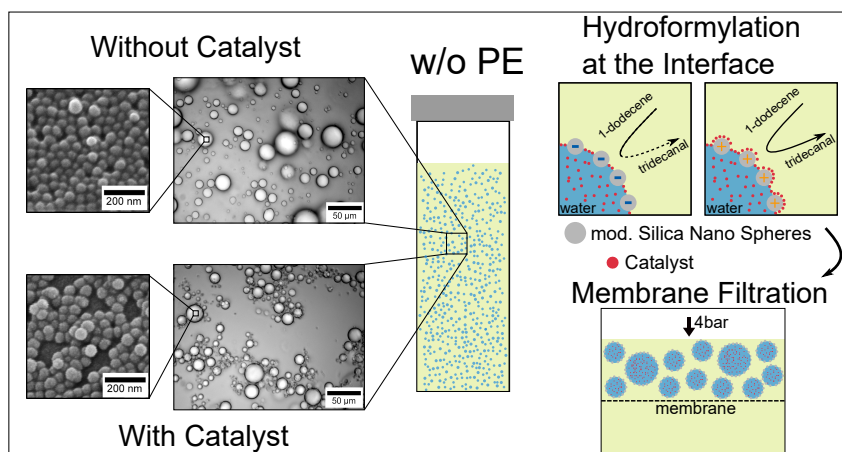 Without Catalyst
200 nm
50 µm
200 nm
50 µm
With Catalyst
w/o PE
Hydroformylation
at the Interface
1-dodecene
tridecanal
water
1-dodecene
tridecanal
water
mod. Silica Nano Spheres
Catalyst
Membrane Filtration
4bar
membrane